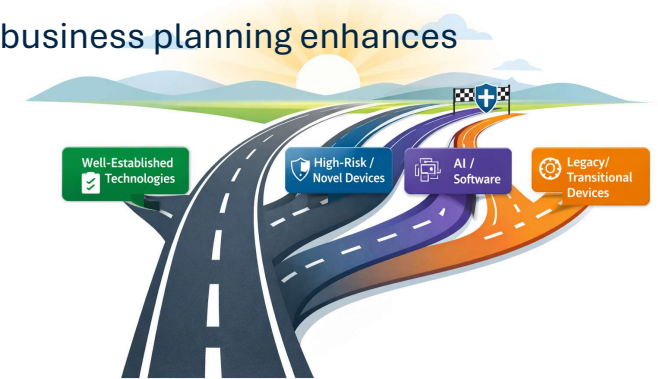 business planning enhances
Well-Established
Technologies
High-Risk /
Novel Devices
AI /
Software
Legacy/
Transitional
Devices